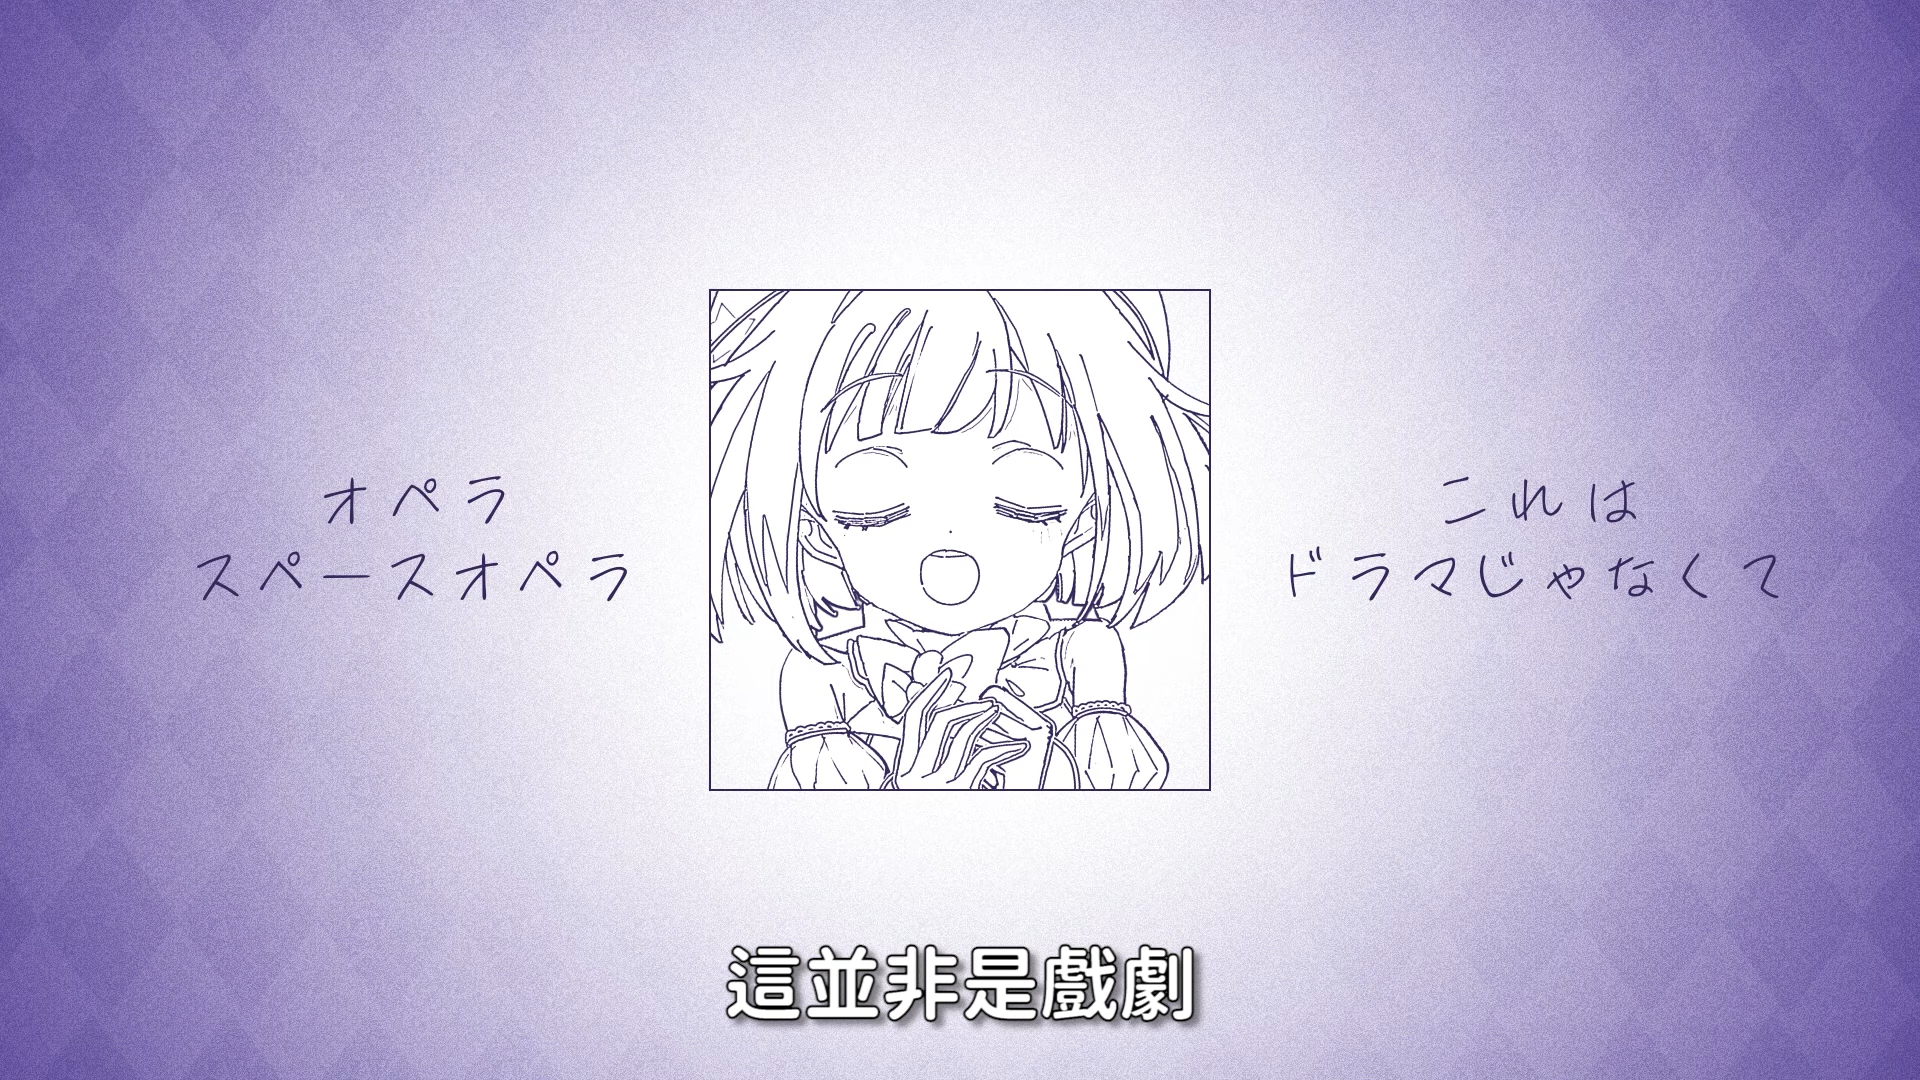 オペラ
スペースオペラ
これは
ドラマじゃなくて
這並非是戲劇